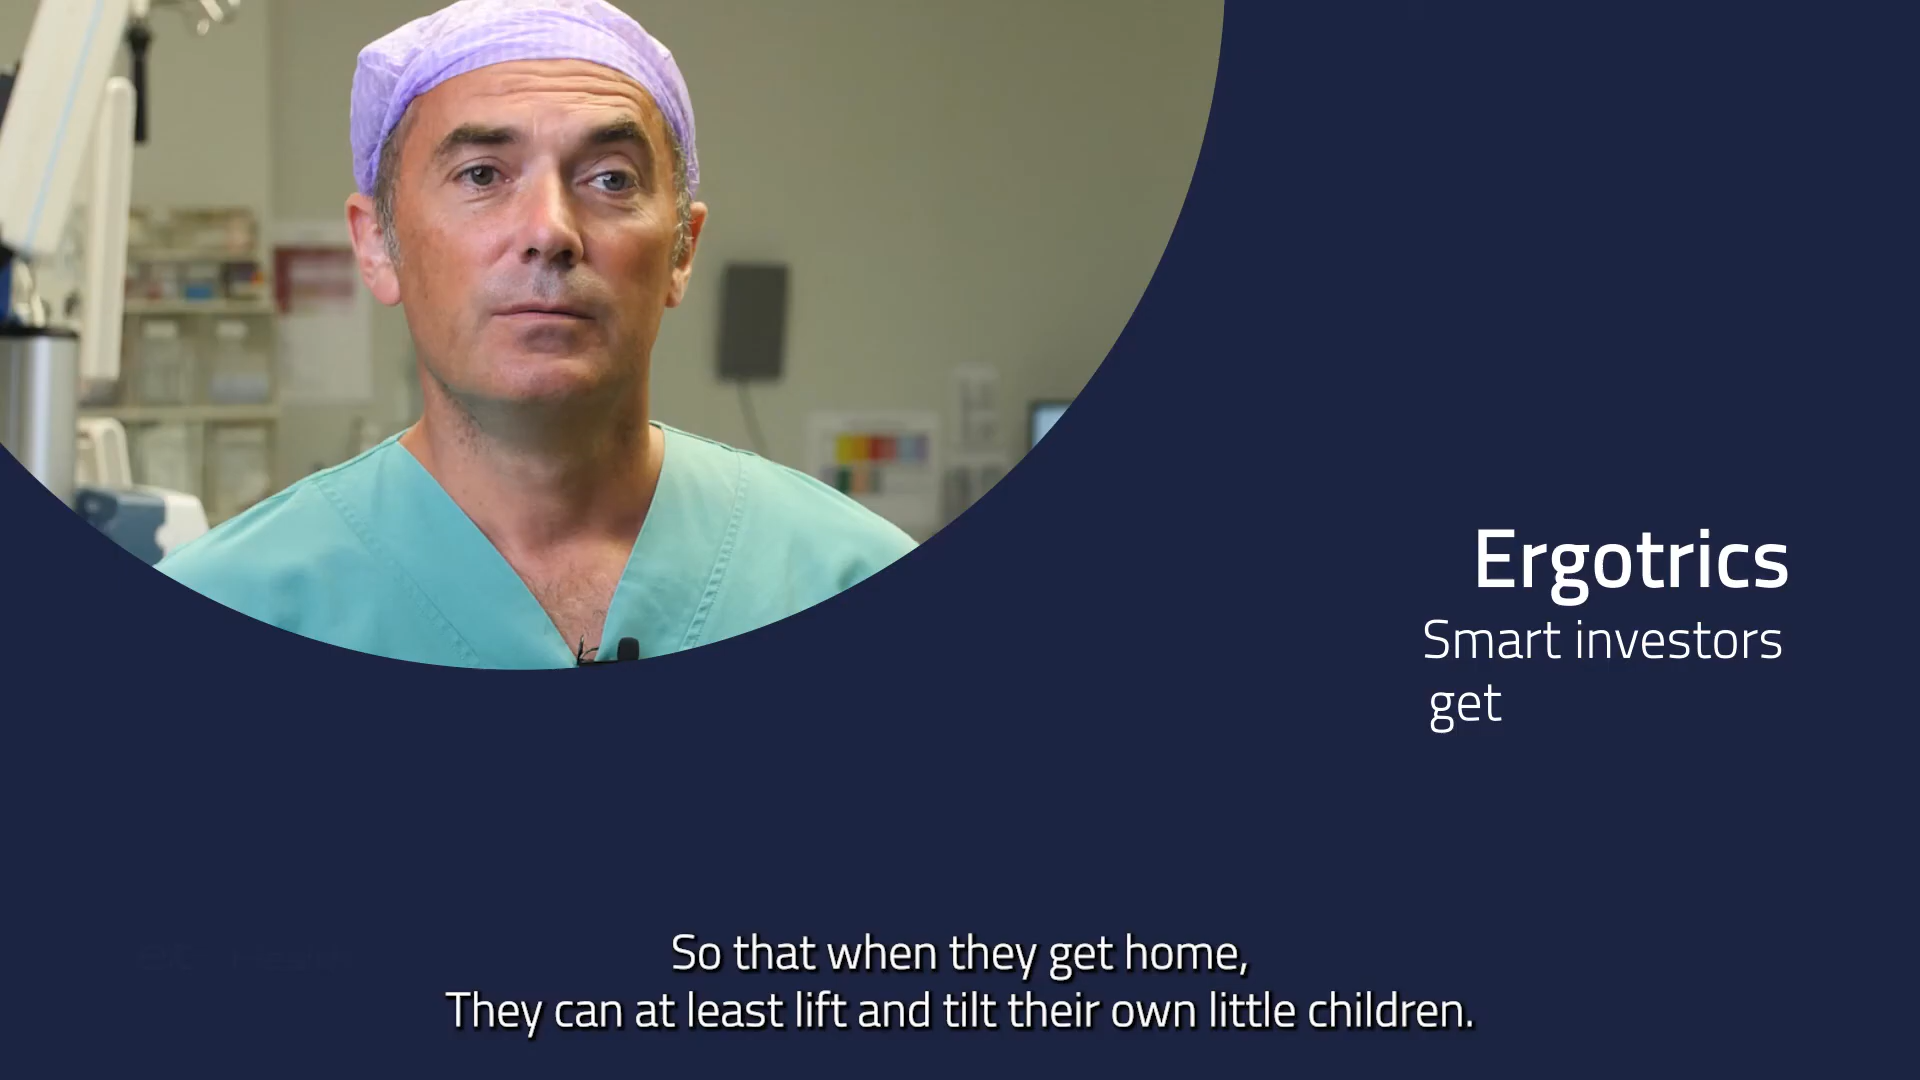 Ergotrics
Smart investors
get
So that when they get home,
They can at least lift and tilt their own little children.